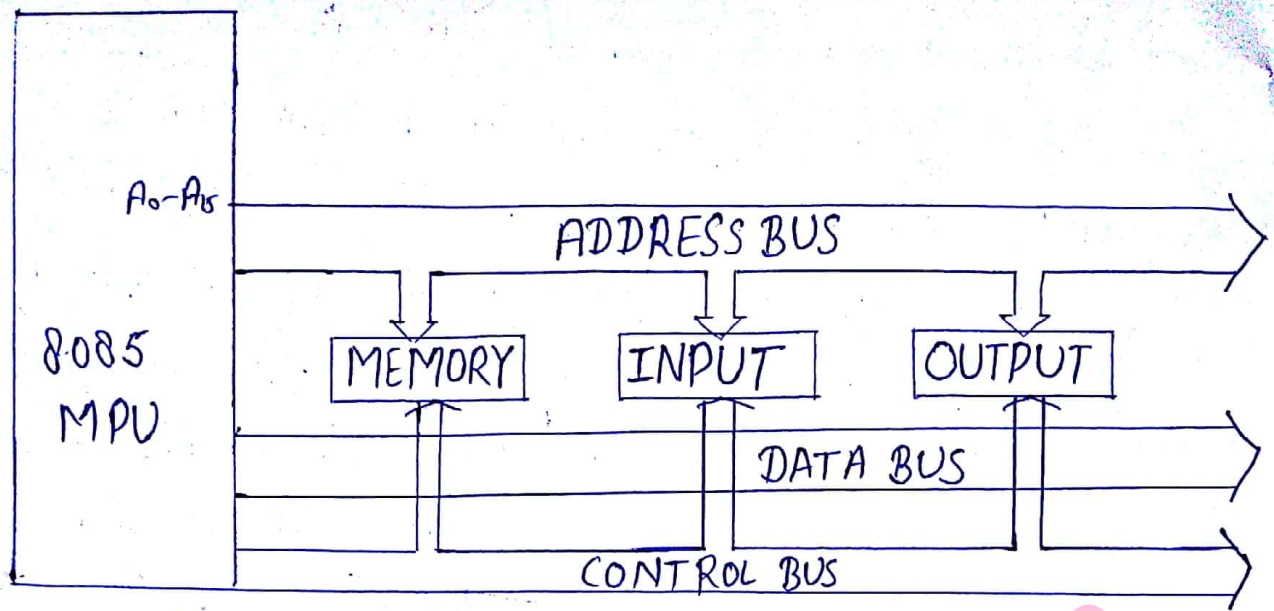 A0-A15
ADDRESS BUS
8085
MPU
MEMORY
INPUT
OUTPUT
DATA BUS
CONTROL BUS